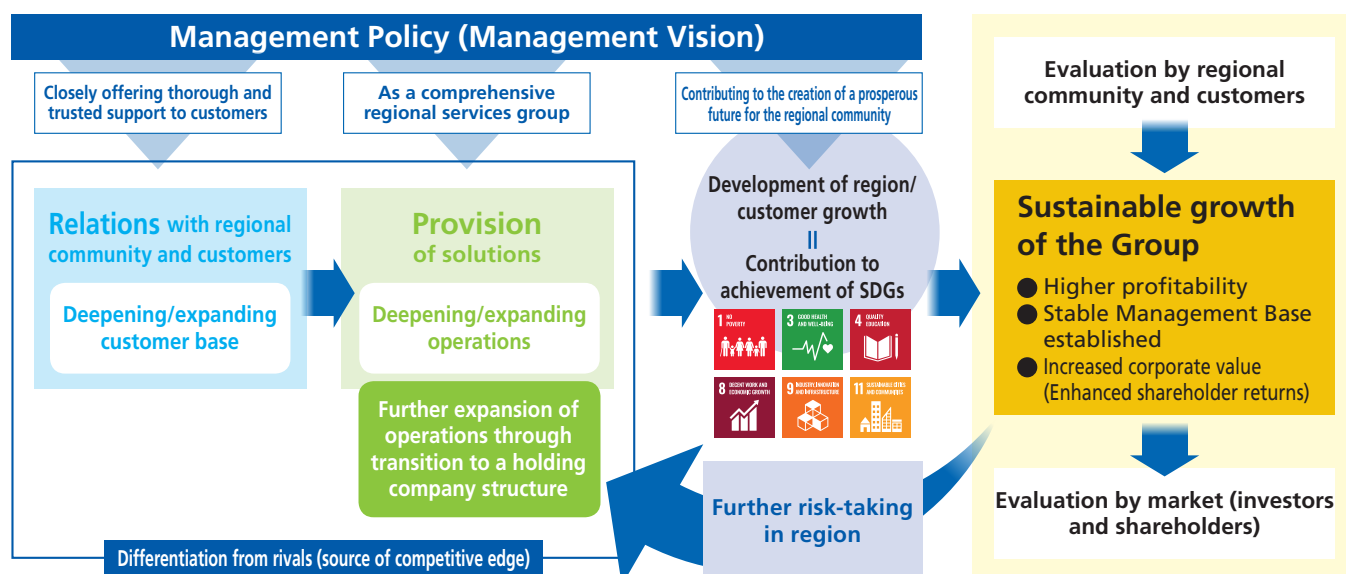 Management Policy (Management Vision)
Closely offering thorough and
trusted support to customers
As a comprehensive
regional services group
Contributing to the creation of a prosperous
future for the regional community
Relations with regional
community and customers
Deepening/expanding
customer base
Provision
of solutions
Deepening/expanding
operations
Further expansion of
operations through
transition to a holding
company structure
Differentiation from rivals (source of competitive edge)
Development of region/
customer growth
=
Contribution to
achievement of SDGs
1 NO
POVERTY
3 GOOD HEALTH
AND WELL-BEING
4 QUALITY
EDUCATION
8 DECENT WORK AND
ECONOMIC GROWTH
9 INDUSTRY, INNOVATION
AND INFRASTRUCTURE
11 SUSTAINABLE CITIES
AND COMMUNITIES
Further risk-taking
in region
Evaluation by regional
community and customers
Sustainable growth
of the Group
● Higher profitability
● Stable Management Base
established
● Increased corporate value
(Enhanced shareholder returns)
Evaluation by market (investors
and shareholders)